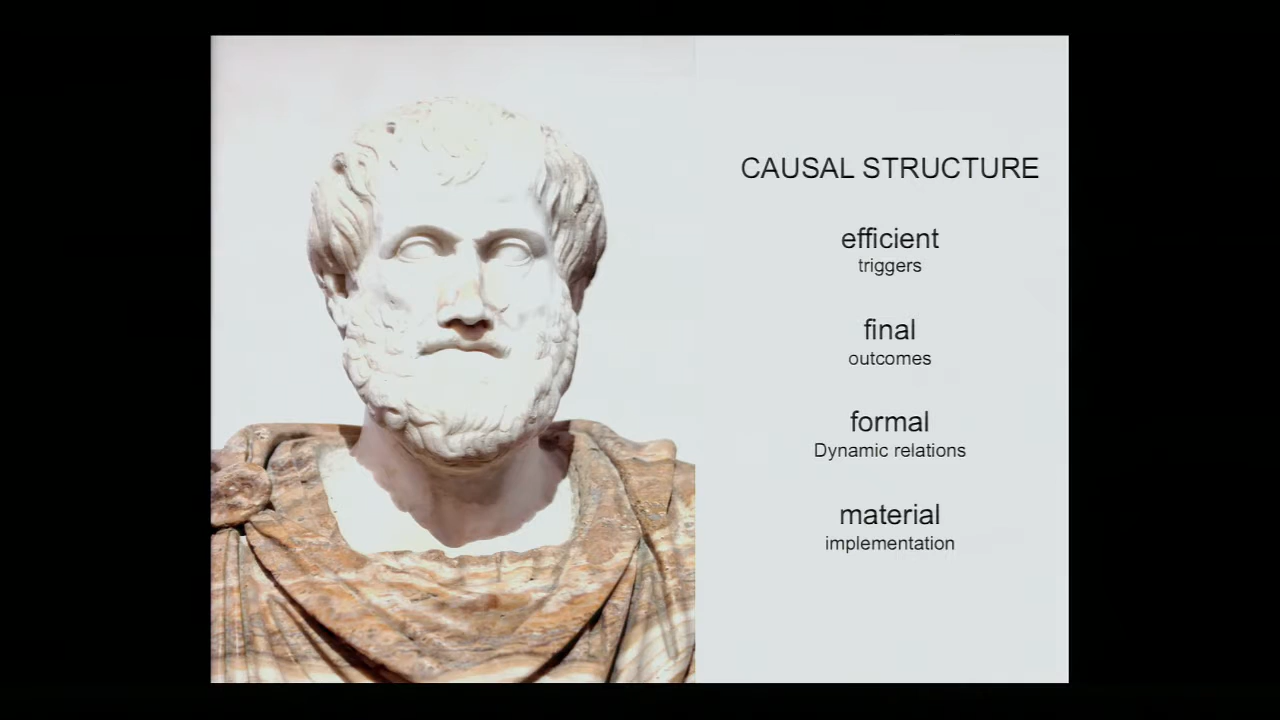 CAUSAL STRUCTURE
efficient
triggers
final
outcomes
formal
Dynamic relations
material
implementation